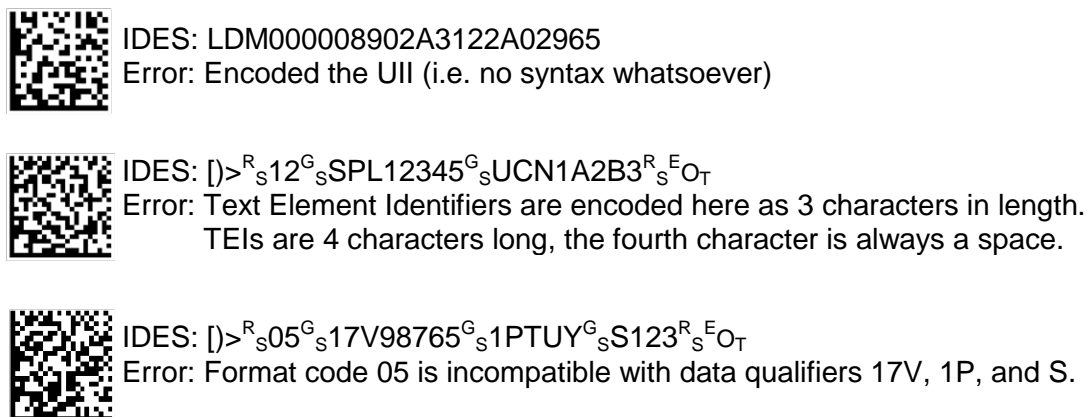 IDES: LDM000008902A3122A02965
Error: Encoded the UII (i.e. no syntax whatsoever)
IDES: [)>ᴿS12ᴳSSPL12345ᴳSUCN1A2B3ᴿSᴱOT
Error: Text Element Identifiers are encoded here as 3 characters in length.
TEIs are 4 characters long, the fourth character is always a space.
IDES: [)>ᴿS05ᴳS17V98765ᴳS1PTUYᴳSS123ᴿSᴱOT
Error: Format code 05 is incompatible with data qualifiers 17V, 1P, and S.